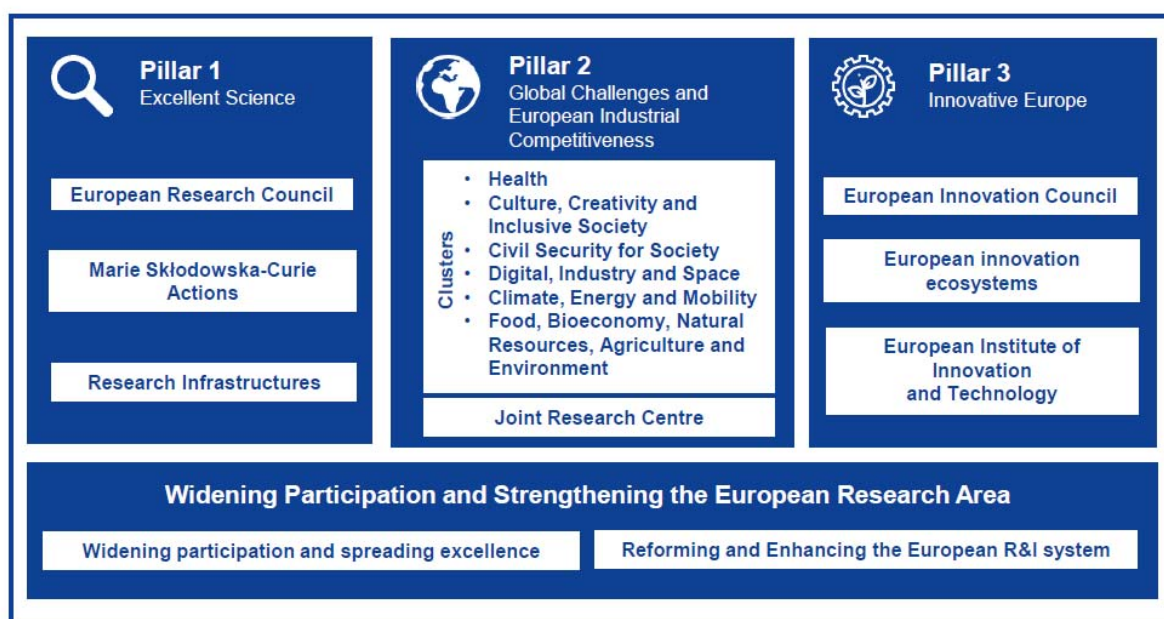 Pillar 1
Excellent Science
European Research Council
Marie Skłodowska-Curie
Actions
Research Infrastructures
Pillar 2
Global Challenges and
European Industrial
Competitiveness
Clusters
• Health
• Culture, Creativity and
Inclusive Society
• Civil Security for Society
• Digital, Industry and Space
• Climate, Energy and Mobility
• Food, Bioeconomy, Natural
Resources, Agriculture and
Environment
Joint Research Centre
Pillar 3
Innovative Europe
European Innovation Council
European innovation
ecosystems
European Institute of
Innovation
and Technology
Widening Participation and Strengthening the European Research Area
Widening participation and spreading excellence
Reforming and Enhancing the European R&I system